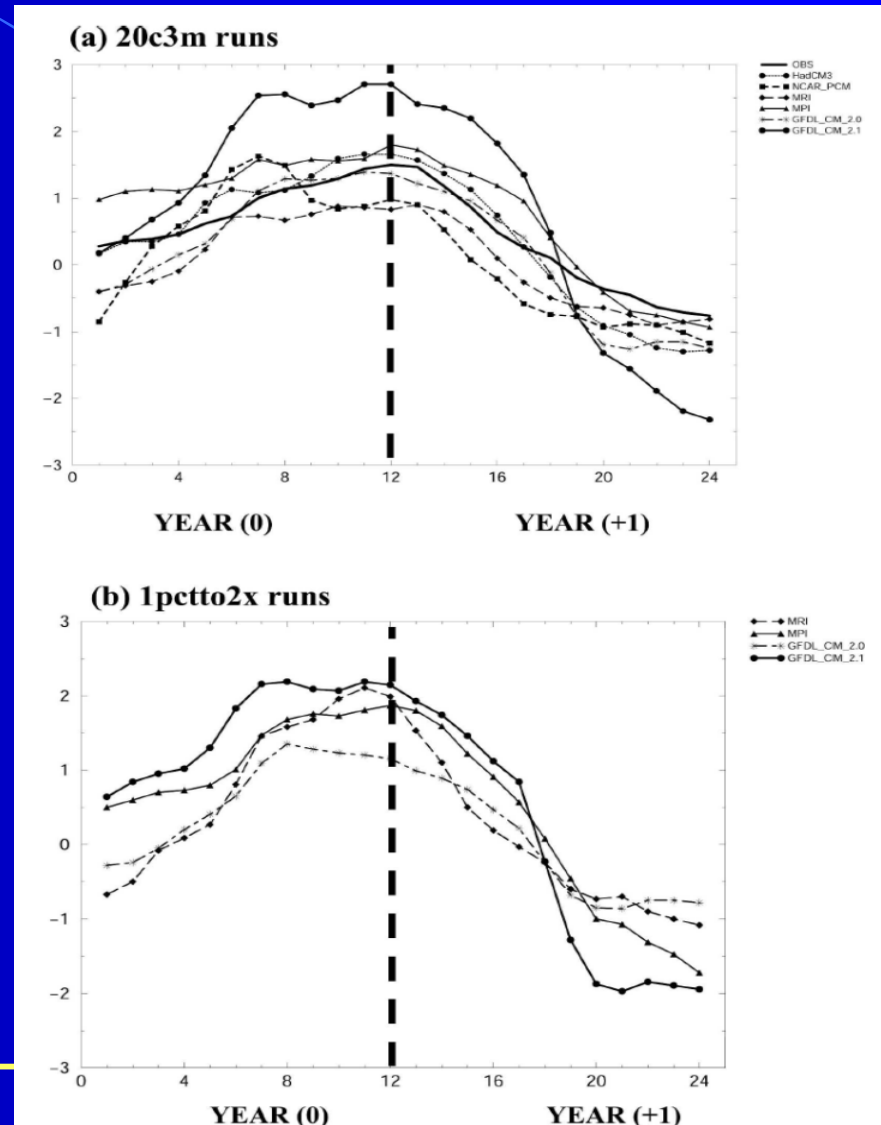 (a) 20c3m runs
OBS
HadCM3
NCAR_PCM
MRI
MPI
GFDL_CM_2.0
GFDL_CM_2.1
3
2
1
0
−1
−2
−3
0 4 8 12 16 20 24
YEAR (0) YEAR (+1)
(b) 1pctto2x runs
MRI
MPI
GFDL_CM_2.0
GFDL_CM_2.1
3
2
1
0
−1
−2
−3
0 4 8 12 16 20 24
YEAR (0) YEAR (+1)